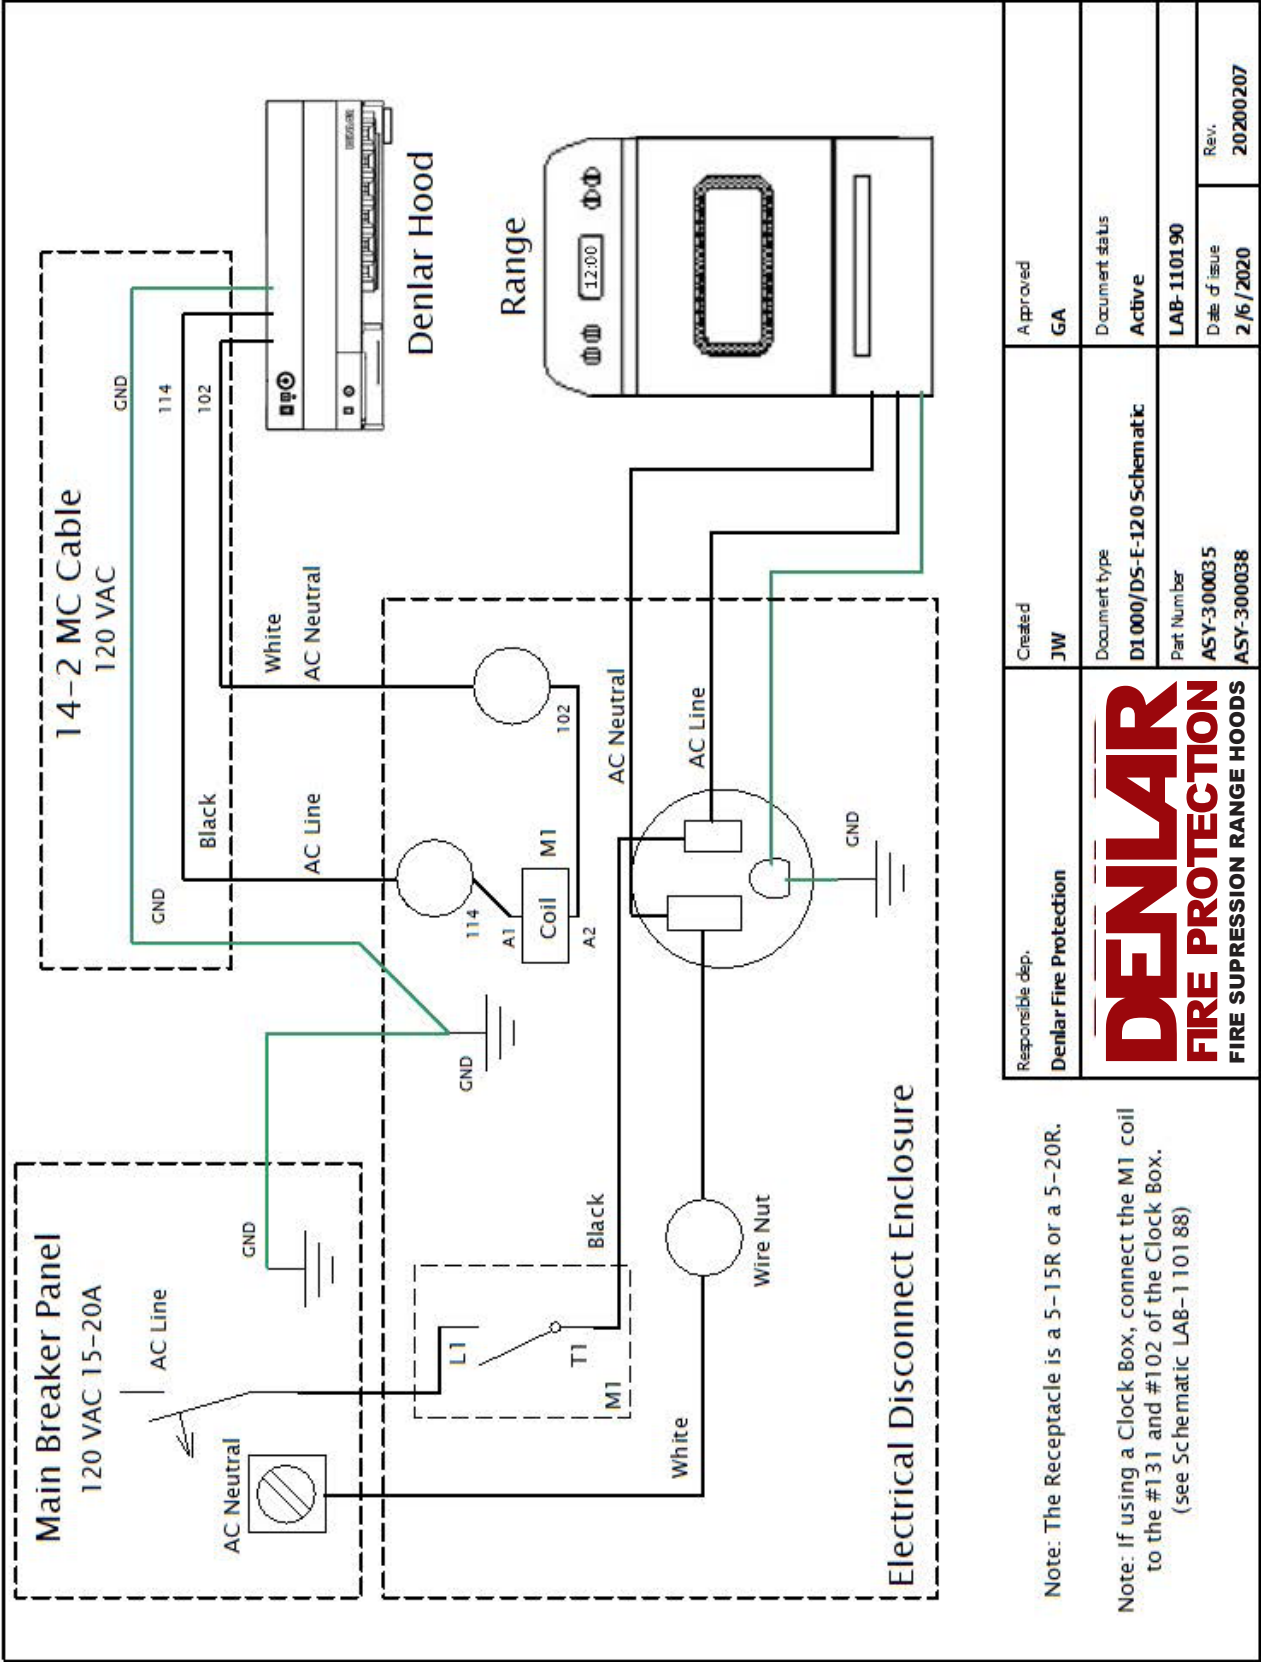 Main Breaker Panel
120 VAC 15-20A
AC Line
AC Neutral
GND
14-2 MC Cable
120 VAC
GND
114
102
GND
Black
White
AC Line
AC Neutral
Denlar Hood
Range
12:00
114
A1
Coil
M1
A2
102
GND
L1
T1
M1
Black
White
Wire Nut
AC Neutral
AC Line
GND
Electrical Disconnect Enclosure
Note: The Receptacle is a 5-15R or a 5-20R.
Note: If using a Clock Box, connect the M1 coil
to the #131 and #102 of the Clock Box.
(see Schematic LAB-110188)
Responsible dep.
Denlar Fire Protection
Created
JW
Approved
GA
DENLAR
FIRE PROTECTION
FIRE SUPRESSION RANGE HOODS
Document type
D1000/DS-E-120 Schematic
Document status
Active
Part Number
ASY-300035
ASY-300038
LAB-110190
Date of issue
2/6/2020
Rev.
20200207